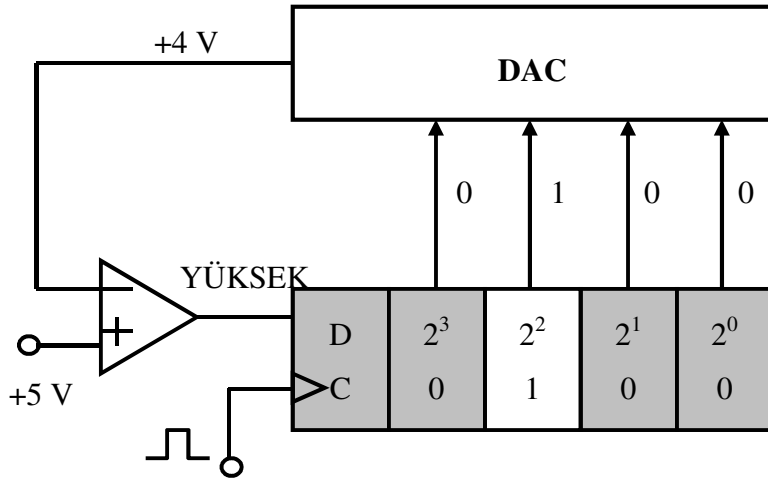 +4 V
DAC
0 1 0 0
YÜKSEK
D 2³ 2² 2¹ 2⁰
+5 V
C 0 1 0 0